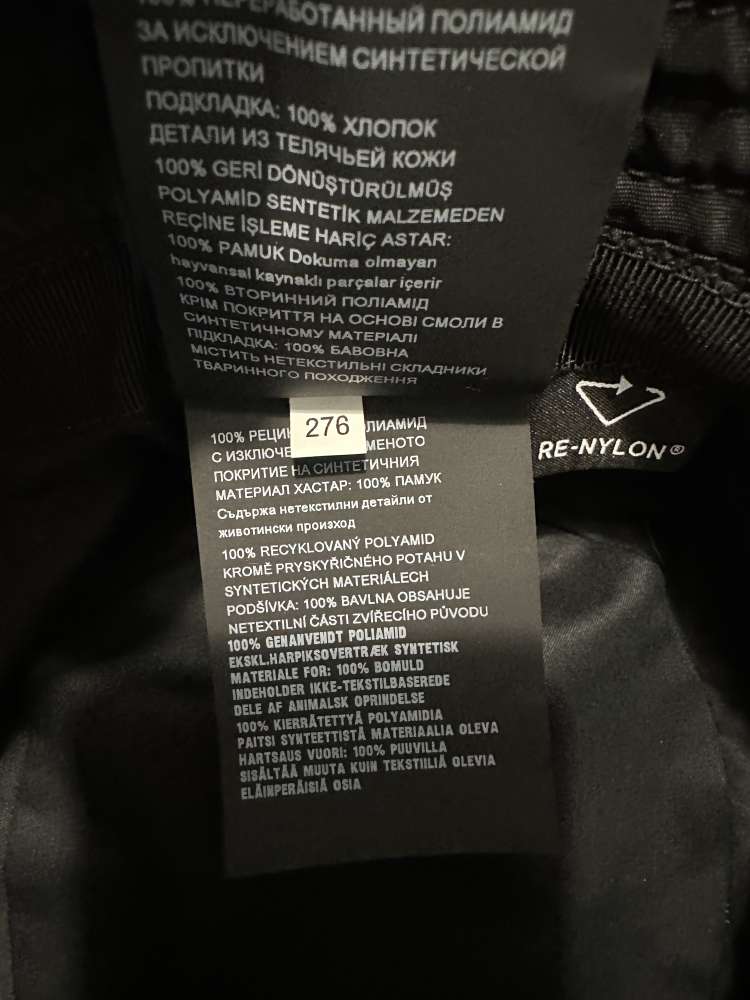 100% ПЕРЕРАБОТАННЫЙ ПОЛИАМИД
ЗА ИСКЛЮЧЕНИЕМ СИНТЕТИЧЕСКОЙ
ПРОПИТКИ
ПОДКЛАДКА: 100% ХЛОПОК
ДЕТАЛИ ИЗ ТЕЛЯЧЬЕЙ КОЖИ
100% GERİ DÖNÜŞTÜRÜLMÜŞ
POLYAMİD SENTETİK MALZEMEDEN
REÇİNE İŞLEME HARİÇ ASTAR:
100% PAMUK Dokuma olmayan
hayvansal kaynaklı parçalar içerir
100% ВТОРИННИЙ ПОЛІАМІД
КРІМ ПОКРИТТЯ НА ОСНОВІ СМОЛИ В
СИНТЕТИЧНОМУ МАТЕРІАЛІ
ПІДКЛАДКА: 100% БАВОВНА
МІСТИТЬ НЕТЕКСТИЛЬНІ СКЛАДНИКИ
ТВАРИННОГО ПОХОДЖЕННЯ
RE-NYLON®
276
100% РЕЦИ ЛИАМИД
С ИЗКЛЮЧЕ МЕНОТО
ПОКРИТИЕ НА СИНТЕТИЧНИЯ
МАТЕРИАЛ ХАСТАР: 100% ПАМУК
Съдържа нетекстилни детайли от
животински произход
100% RECYKLOVANÝ POLYAMID
KROMĚ PRYSKYŘIČNÉHO POTAHU V
SYNTETICKÝCH MATERIÁLECH
PODŠÍVKA: 100% BAVLNA OBSAHUJE
NETEXTILNÍ ČÁSTI ZVÍŘECÍHO PŮVODU
100% GENANVENDT POLIAMID
EKSKL.HARPIKSOVERTRÆK SYNTETISK
MATERIALE FOR: 100% BOMULD
INDEHOLDER IKKE-TEKSTILBASEREDE
DELE AF ANIMALSK OPRINDELSE
100% KIERRÄTETTYÄ POLYAMIDIA
PAITSI SYNTEETTISTÄ MATERIAALIA OLEVA
HARTSAUS VUORI: 100% PUUVILLA
SISÄLTÄÄ MUUTA KUIN TEKSTIILIÄ OLEVIA
ELÄINPERÄISIÄ OSIA